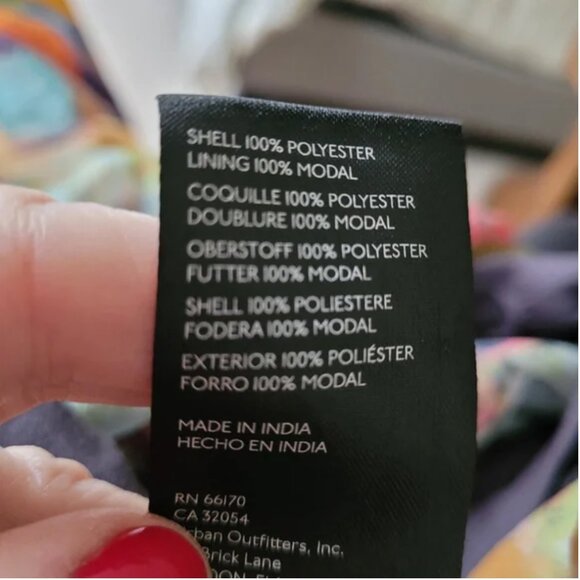 SHELL 100% POLYESTER
LINING 100% MODAL
COQUILLE 100% POLYESTER
DOUBLURE 100% MODAL
OBERSTOFF 100% POLYESTER
FUTTER 100% MODAL
SHELL 100% POLIESTERE
FODERA 100% MODAL
EXTERIOR 100% POLIÉSTER
FORRO 100% MODAL
MADE IN INDIA
HECHO EN INDIA
RN 66170
CA 32054
ban Outfitters, Inc.
Brick Lane